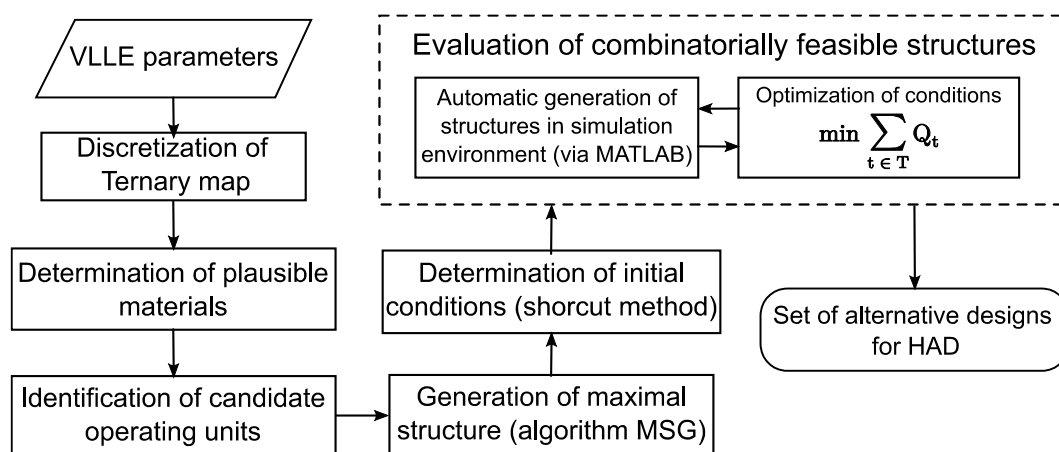 VLLE parameters
Discretization of
Ternary map
Determination of plausible
materials
Identification of candidate
operating units
Generation of maximal
structure (algorithm MSG)
Determination of initial
conditions (shorcut method)
Evaluation of combinatorially feasible structures
Automatic generation of
structures in simulation
environment (via MATLAB)
Optimization of conditions
min ∑ Qt
t ∈ T
Set of alternative designs
for HAD